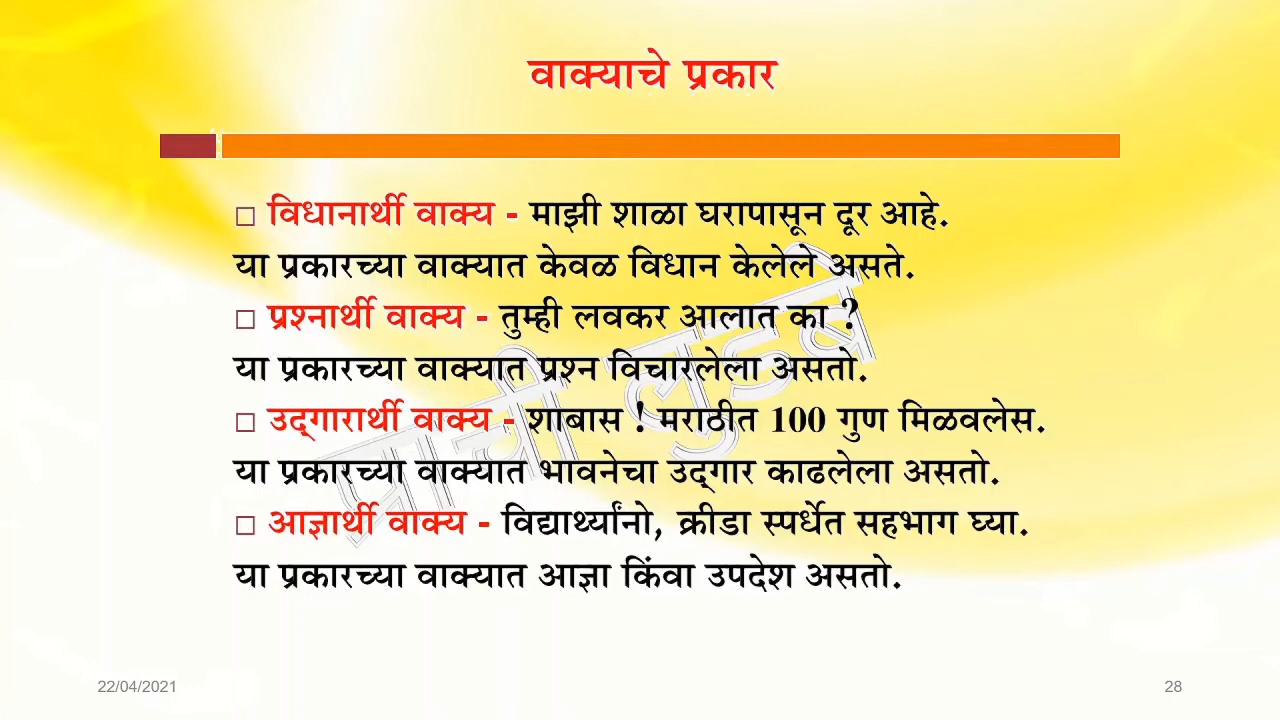 वाक्याचे प्रकार
विधानार्थी वाक्य - माझी शाळा घरापासून दूर आहे.
या प्रकारच्या वाक्यात केवळ विधान केलेले असते.
प्रश्नार्थी वाक्य - तुम्ही लवकर आलात का ?
या प्रकारच्या वाक्यात प्रश्न विचारलेला असतो.
उद्‌गारार्थी वाक्य - शाबास ! मराठीत 100 गुण मिळवलेस.
या प्रकारच्या वाक्यात भावनेचा उद्‌गार काढलेला असतो.
आज्ञार्थी वाक्य - विद्यार्थ्यांनो, क्रीडा स्पर्धेत सहभाग घ्या.
या प्रकारच्या वाक्यात आज्ञा किंवा उपदेश असतो.
प्राची लुडबे
22/04/2021
28